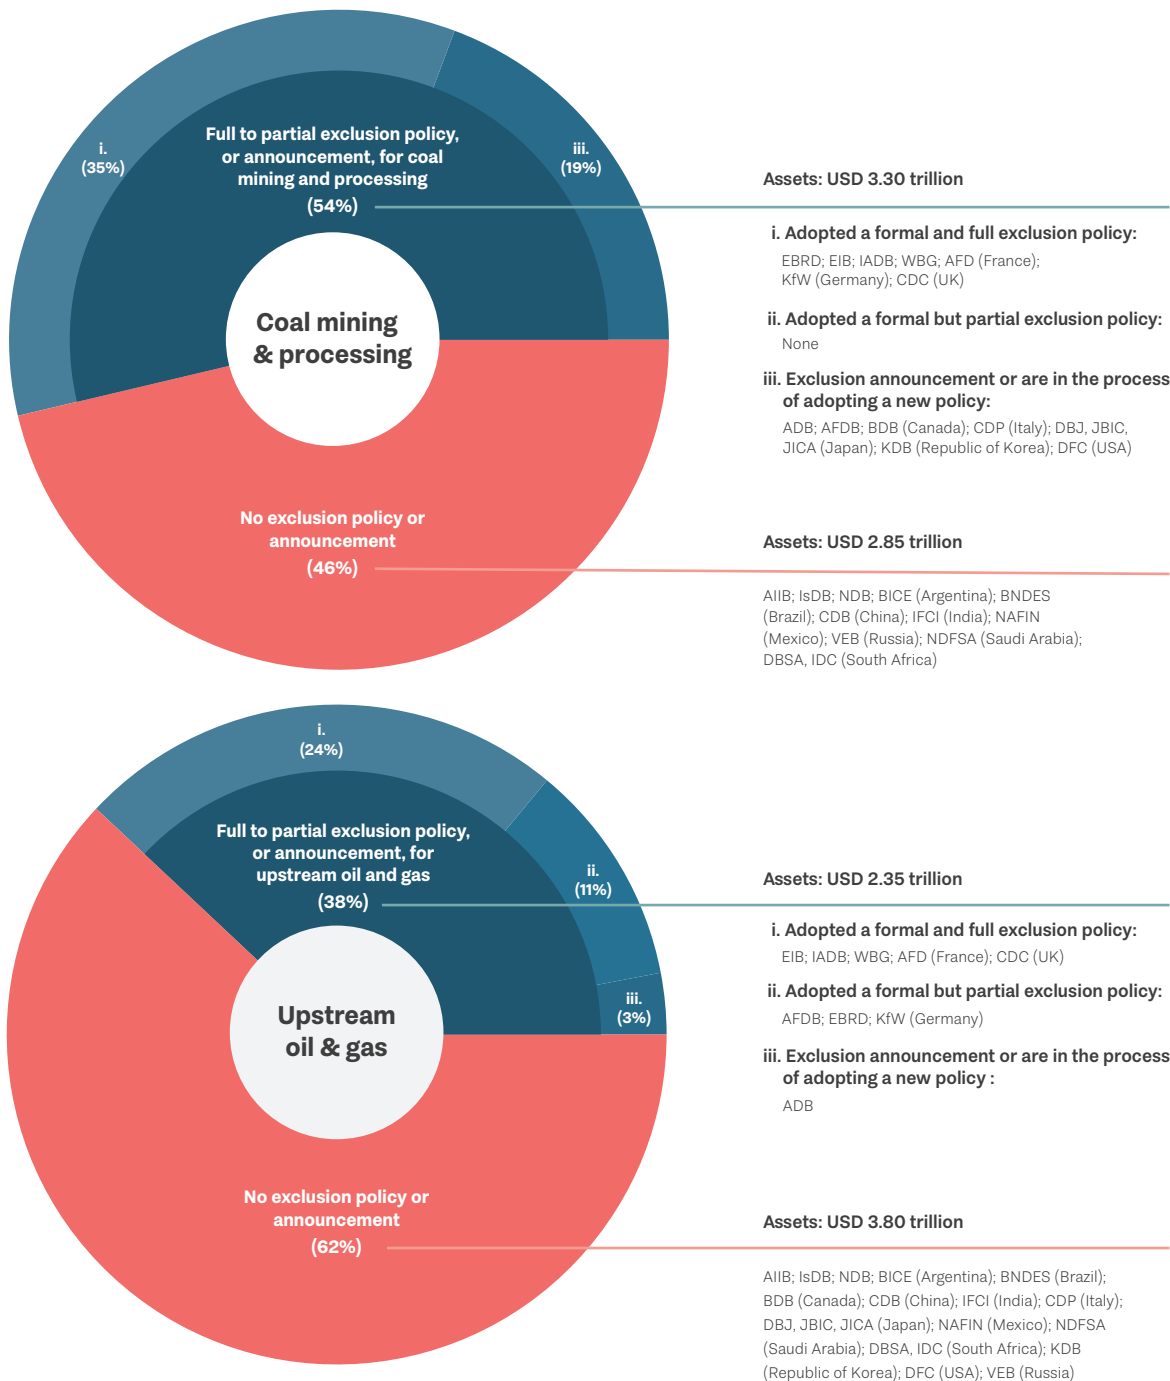 i.
(35%)
Full to partial exclusion policy,
or announcement, for coal
mining and processing
(54%)
iii.
(19%)
Coal mining
& processing
No exclusion policy or
announcement
(46%)
Assets: USD 3.30 trillion
i. Adopted a formal and full exclusion policy:
EBRD; EIB; IADB; WBG; AFD (France);
KfW (Germany); CDC (UK)
ii. Adopted a formal but partial exclusion policy:
None
iii. Exclusion announcement or are in the process
of adopting a new policy:
ADB; AFDB; BDB (Canada); CDP (Italy); DBJ, JBIC,
JICA (Japan); KDB (Republic of Korea); DFC (USA)
Assets: USD 2.85 trillion
AIIB; IsDB; NDB; BICE (Argentina); BNDES
(Brazil); CDB (China); IFCI (India); NAFIN
(Mexico); VEB (Russia); NDFSA (Saudi Arabia);
DBSA, IDC (South Africa)
i.
(24%)
Full to partial exclusion policy,
or announcement, for
upstream oil and gas
(38%)
ii.
(11%)
iii.
(3%)
Upstream
oil & gas
No exclusion policy or
announcement
(62%)
Assets: USD 2.35 trillion
i. Adopted a formal and full exclusion policy:
EIB; IADB; WBG; AFD (France); CDC (UK)
ii. Adopted a formal but partial exclusion policy:
AFDB; EBRD; KfW (Germany)
iii. Exclusion announcement or are in the process
of adopting a new policy :
ADB
Assets: USD 3.80 trillion
AIIB; IsDB; NDB; BICE (Argentina); BNDES (Brazil);
BDB (Canada); CDB (China); IFCI (India); CDP (Italy);
DBJ, JBIC, JICA (Japan); NAFIN (Mexico); NDFSA
(Saudi Arabia); DBSA, IDC (South Africa); KDB
(Republic of Korea); DFC (USA); VEB (Russia)